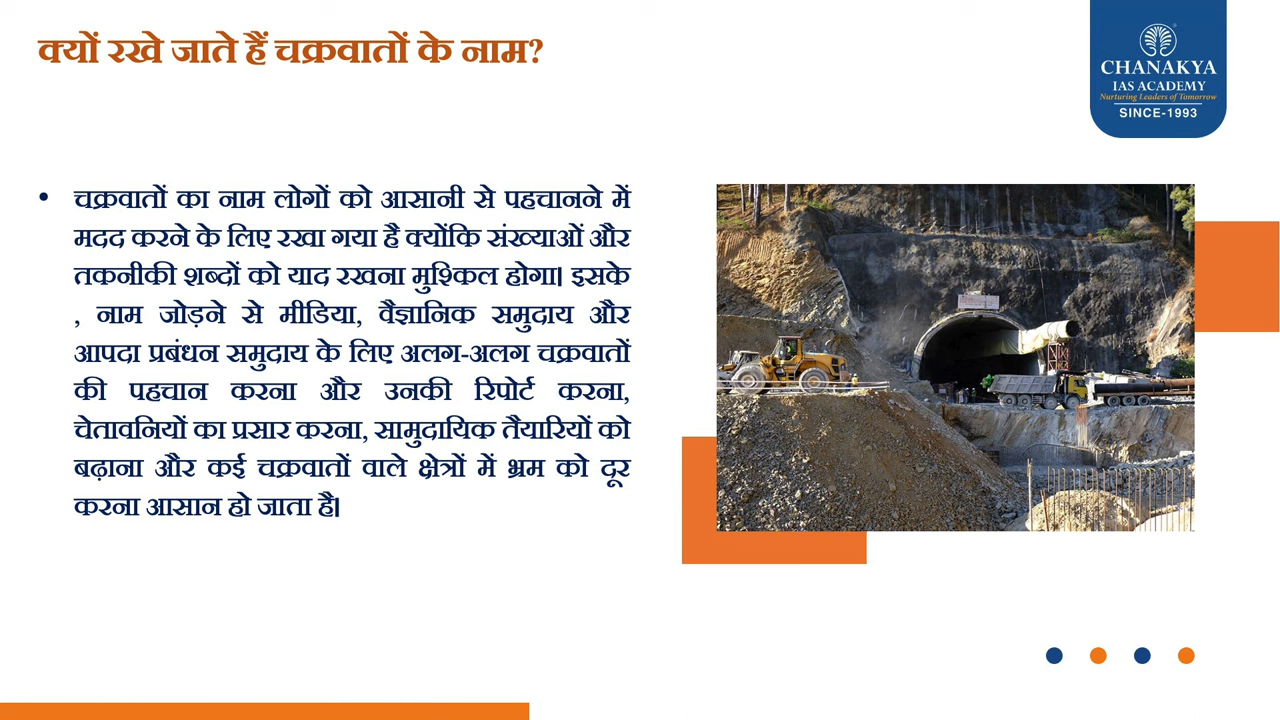 क्यों रखे जाते हैं चक्रवातों के नाम?
CHANAKYA
IAS ACADEMY
Nurturing Leaders of Tomorrow
SINCE-1993
• चक्रवातों का नाम लोगों को आसानी से पहचानने में
मदद करने के लिए रखा गया है क्योंकि संख्याओं और
तकनीकी शब्दों को याद रखना मुश्किल होगा। इसके
, नाम जोड़ने से मीडिया, वैज्ञानिक समुदाय और
आपदा प्रबंधन समुदाय के लिए अलग-अलग चक्रवातों
की पहचान करना और उनकी रिपोर्ट करना,
चेतावनियों का प्रसार करना, सामुदायिक तैयारियों को
बढ़ाना और कई चक्रवातों वाले क्षेत्रों में भ्रम को दूर
करना आसान हो जाता है।